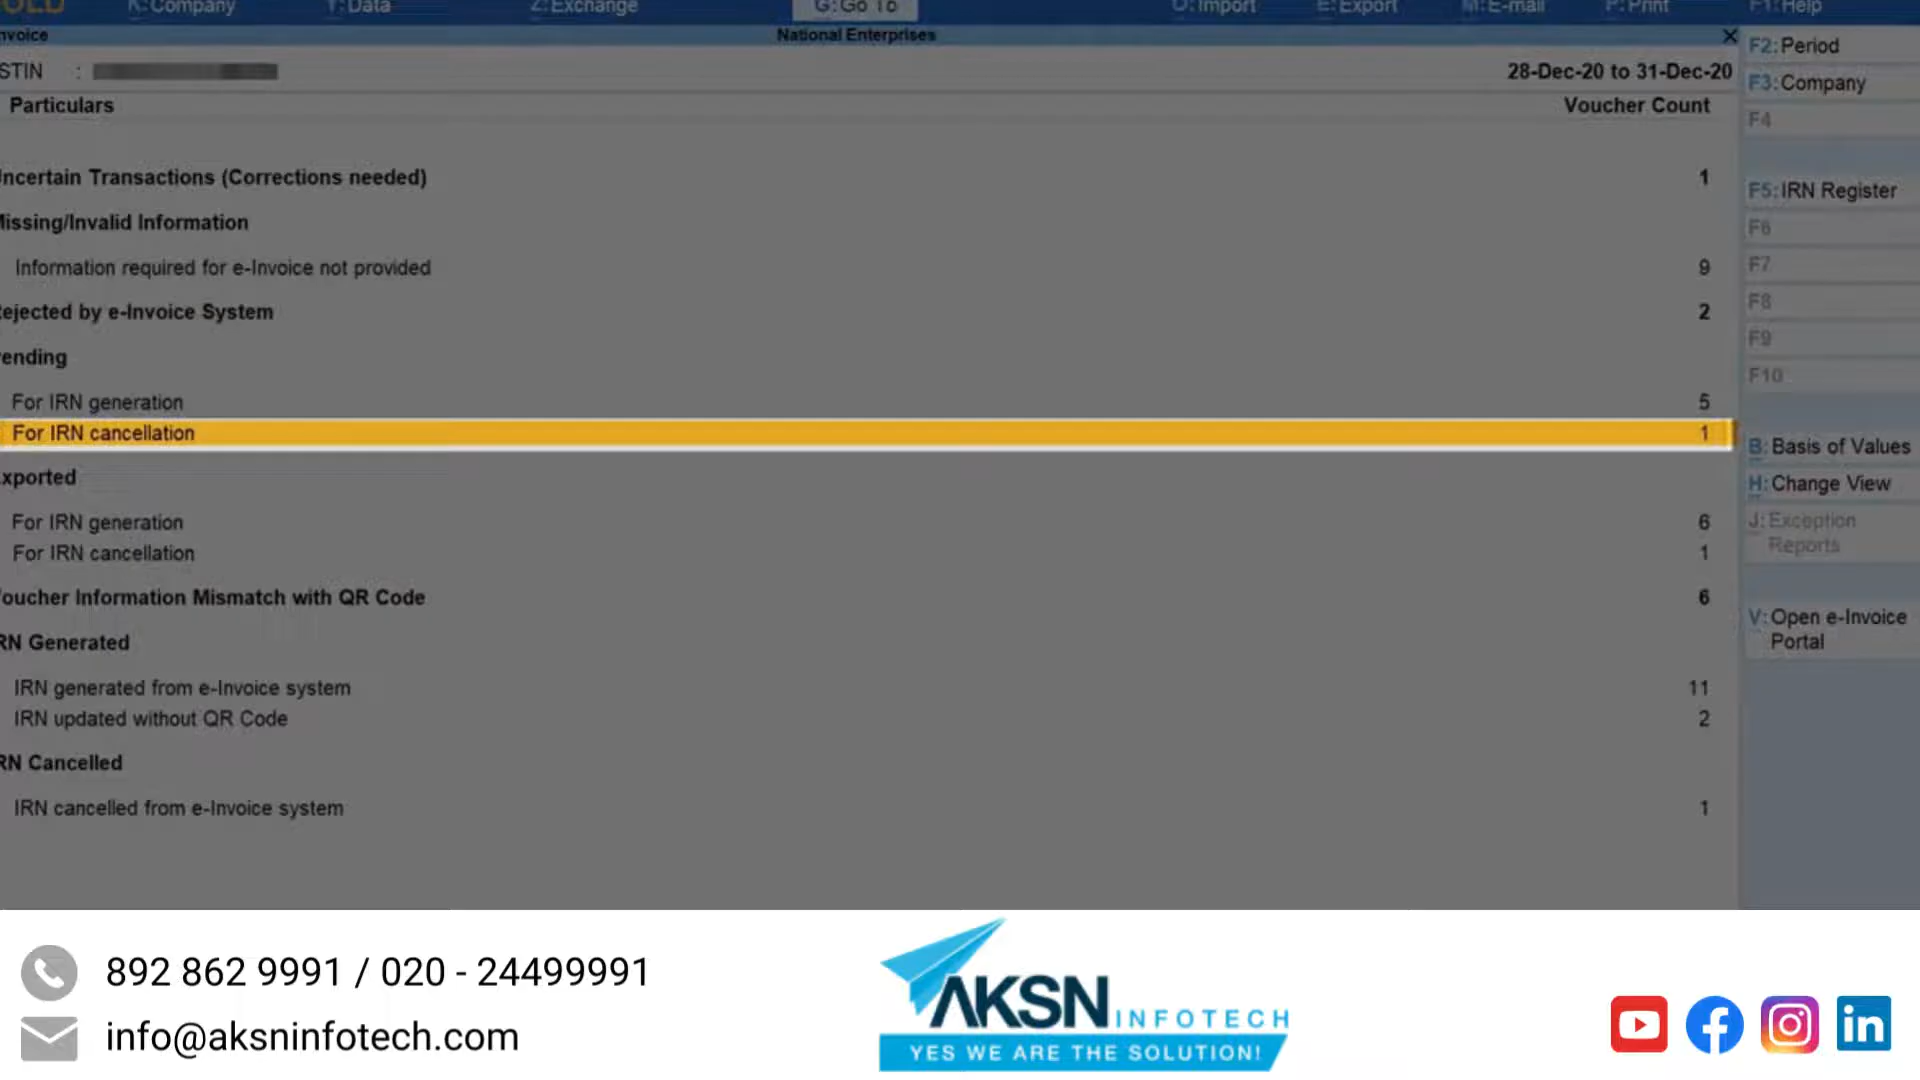 GOLD K:Company Y:Data Z:Exchange G:Go To O:Import E:Export M:E-mail P:Print F1:Help
nvoice National Enterprises
STIN : 28-Dec-20 to 31-Dec-20
Particulars Voucher Count
ncertain Transactions (Corrections needed) 1
Missing/Invalid Information
Information required for e-Invoice not provided 9
Rejected by e-Invoice System 2
ending
For IRN generation 5
For IRN cancellation 1
xported
For IRN generation 6
For IRN cancellation 1
oucher Information Mismatch with QR Code 6
RN Generated
IRN generated from e-Invoice system 11
IRN updated without QR Code 2
RN Cancelled
IRN cancelled from e-Invoice system 1
F2:Period
F3:Company
F4
F5:IRN Register
F6
F7
F8
F9
F10
B:Basis of Values
H:Change View
J:Exception
Reports
V:Open e-Invoice
Portal
892 862 9991 / 020 - 24499991
info@aksninfotech.com
AKSN INFOTECH
YES WE ARE THE SOLUTION!
in